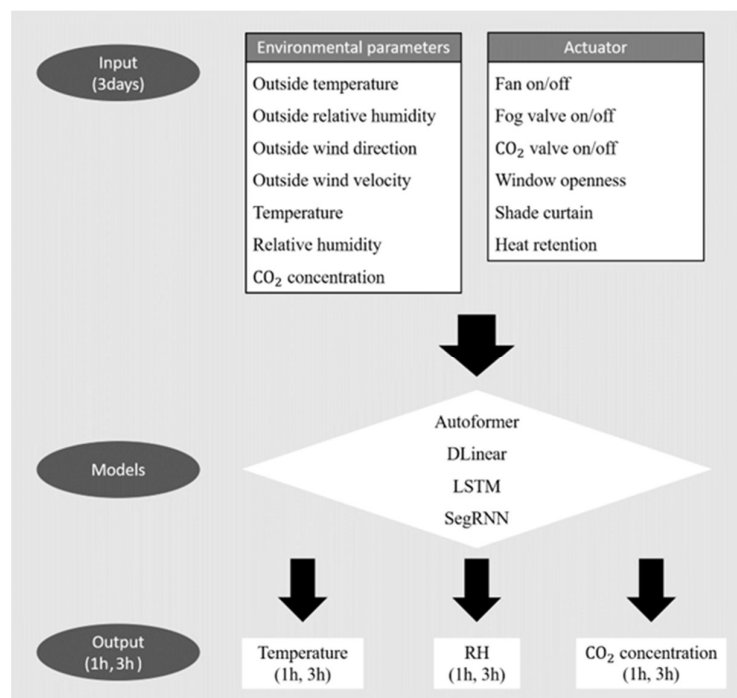 Input
(3days)
Environmental parameters
Outside temperature
Outside relative humidity
Outside wind direction
Outside wind velocity
Temperature
Relative humidity
CO₂ concentration
Actuator
Fan on/off
Fog valve on/off
CO₂ valve on/off
Window openness
Shade curtain
Heat retention
Models
Autoformer
DLinear
LSTM
SegRNN
Output
(1h, 3h)
Temperature
(1h, 3h)
RH
(1h, 3h)
CO₂ concentration
(1h, 3h)